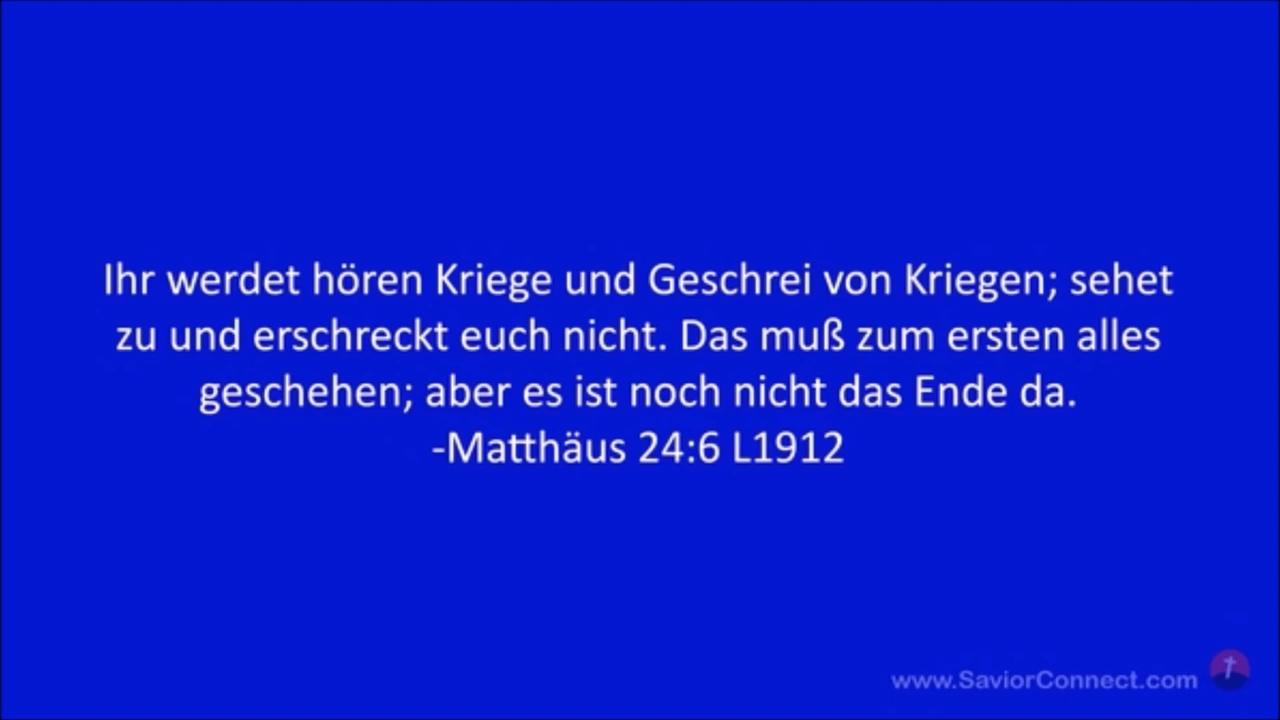 Ihr werdet hören Kriege und Geschrei von Kriegen; sehet
zu und erschreckt euch nicht. Das muß zum ersten alles
geschehen; aber es ist noch nicht das Ende da.
-Matthäus 24:6 L1912
www.SaviorConnect.com